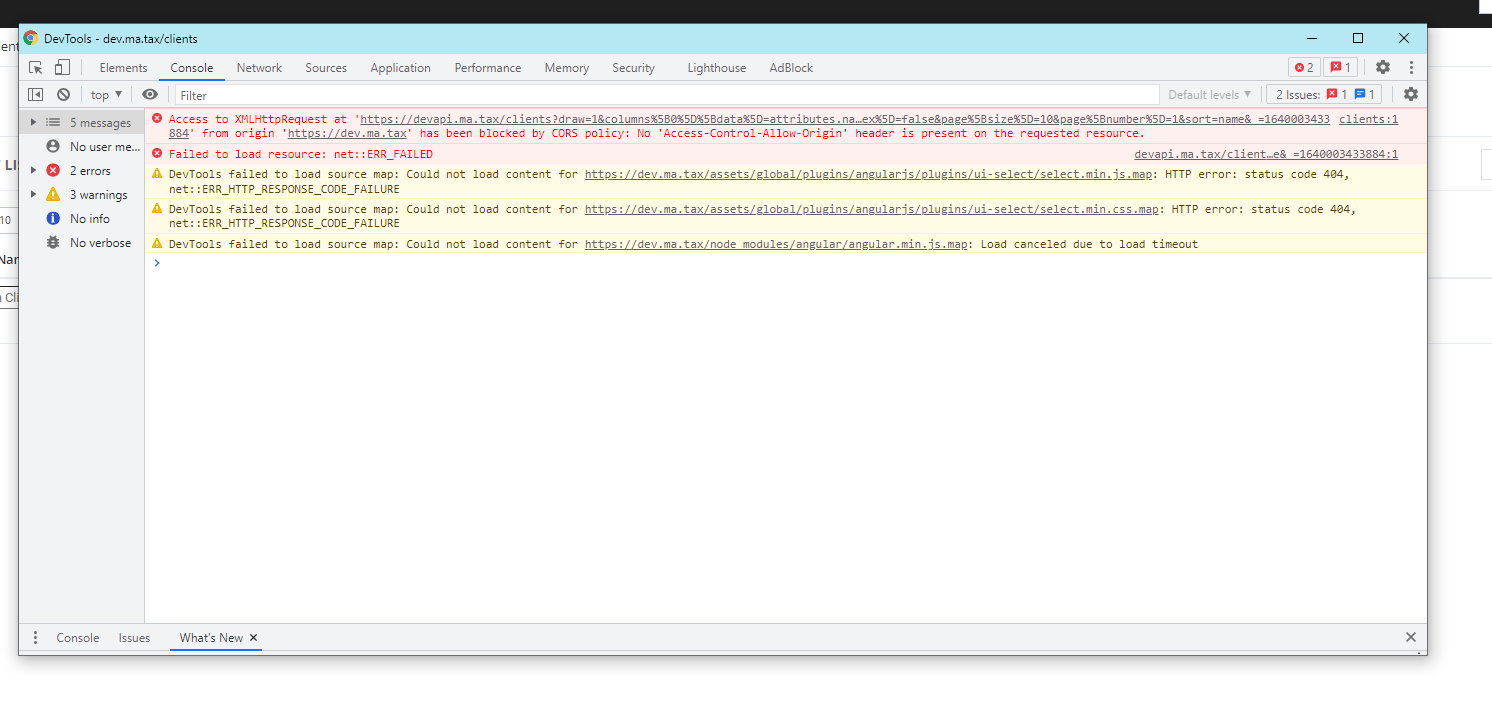 DevTools - dev.ma.tax/clients
Elements Console Network Sources Application Performance Memory Security Lighthouse AdBlock 2 1
top Filter Default levels 2 Issues: 1 1
5 messages
No user me...
2 errors
3 warnings
No info
No verbose
Access to XMLHttpRequest at 'https://devapi.ma.tax/clients?draw=1&columns%5B0%5D%5Bdata%5D=attributes.na…ex%5D=false&page%5Bsize%5D=10&page%5Bnumber%5D=1&sort=name&_=1640003433 clients:1
884' from origin 'https://dev.ma.tax' has been blocked by CORS policy: No 'Access-Control-Allow-Origin' header is present on the requested resource.
Failed to load resource: net::ERR_FAILED devapi.ma.tax/client…e&_=1640003433884:1
DevTools failed to load source map: Could not load content for https://dev.ma.tax/assets/global/plugins/angularjs/plugins/ui-select/select.min.js.map: HTTP error: status code 404,
net::ERR_HTTP_RESPONSE_CODE_FAILURE
DevTools failed to load source map: Could not load content for https://dev.ma.tax/assets/global/plugins/angularjs/plugins/ui-select/select.min.css.map: HTTP error: status code 404,
net::ERR_HTTP_RESPONSE_CODE_FAILURE
DevTools failed to load source map: Could not load content for https://dev.ma.tax/node_modules/angular/angular.min.js.map: Load canceled due to load timeout
Console Issues What's New
10